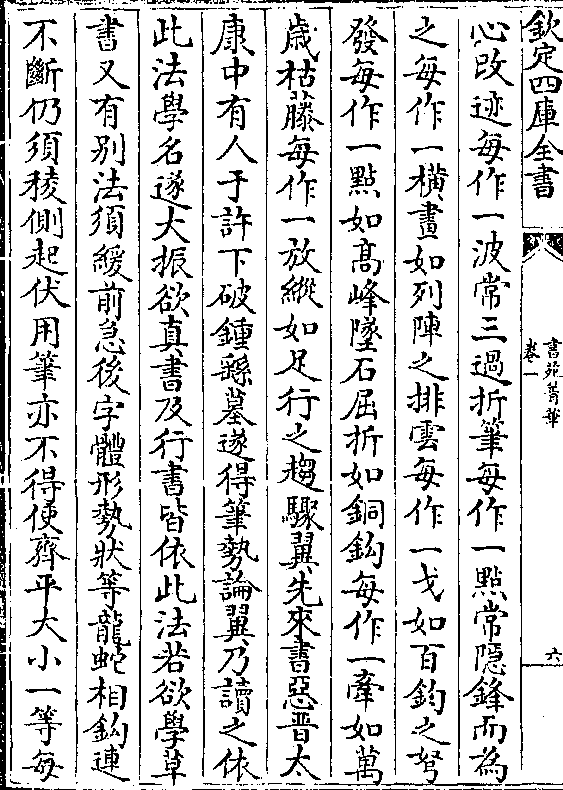 欽定四庫全書
書苑菁華
卷一
六
心改迹每作一波常三過折筆每作一點常隱鋒而為
之每作一橫畫如列陣之排雲每作一戈如百鈞之弩
發每作一點如髙峰墜石屈折如銅鈎每作一牽如萬
歲枯藤每作一放縱如足行之趨驟翼先來書惡晉太
康中有人于許下破鍾繇墓遂得筆勢論翼乃讀之依
此法學名遂大振欲真書及行書皆依此法若欲學草
書又有别法須緩前急後字體形勢狀等龍蛇相鈎連
不斷仍須稜側起伏用筆亦不得使齊平大小一等每